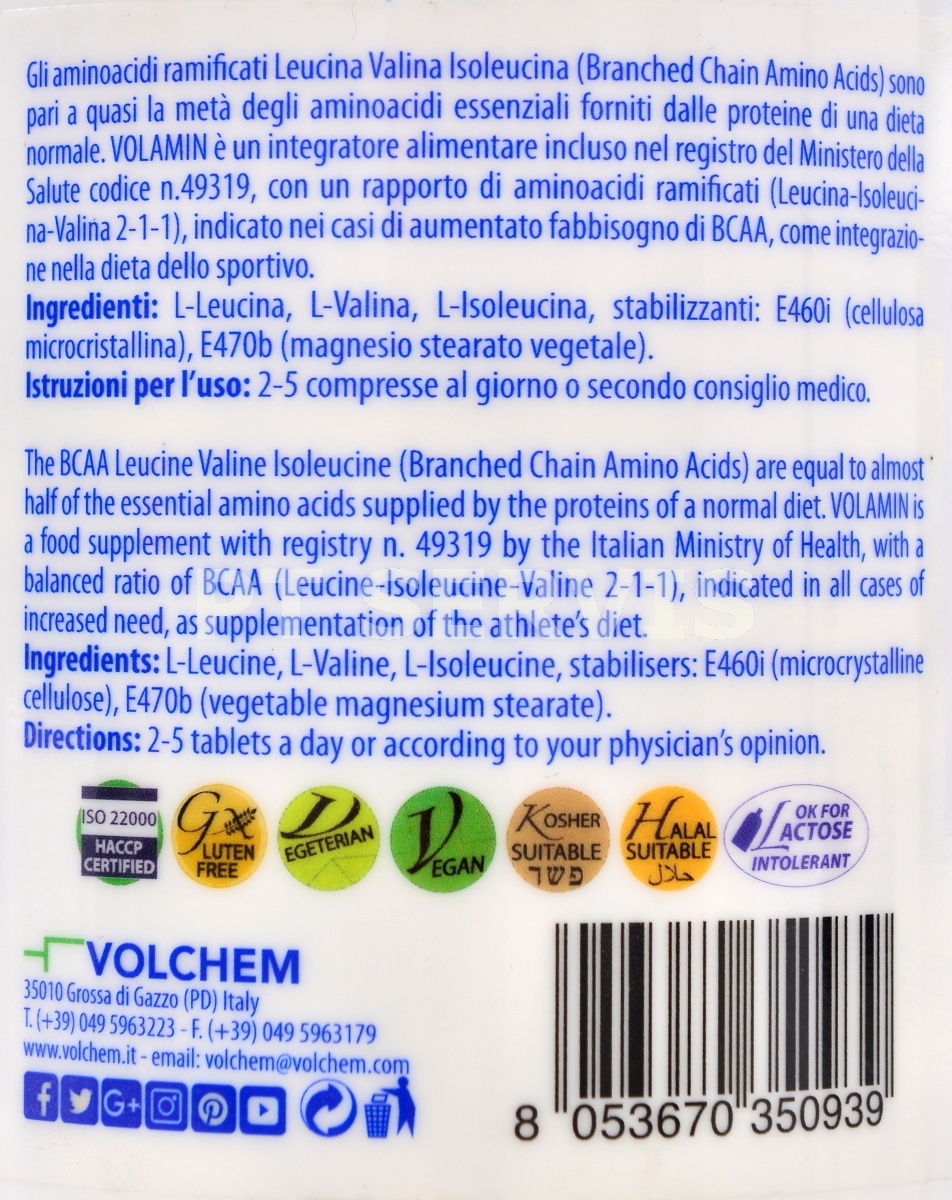 Gli aminoacidi ramificati Leucina Valina Isoleucina (Branched Chain Amino Acids) sono
pari a quasi la metà degli aminoacidi essenziali forniti dalle proteine di una dieta
normale. VOLAMIN è un integratore alimentare incluso nel registro del Ministero della
Salute codice n.49319, con un rapporto di aminoacidi ramificati (Leucina-Isoleuci-
na-Valina 2-1-1), indicato nei casi di aumentato fabbisogno di BCAA, come integrazio-
ne nella dieta dello sportivo.
Ingredienti: L-Leucina, L-Valina, L-Isoleucina, stabilizzanti: E460i (cellulosa
microcristallina), E470b (magnesio stearato vegetale).
Istruzioni per l'uso: 2-5 compresse al giorno o secondo consiglio medico.
The BCAA Leucine Valine Isoleucine (Branched Chain Amino Acids) are equal to almost
half of the essential amino acids supplied by the proteins of a normal diet. VOLAMIN is
a food supplement with registry n. 49319 by the Italian Ministry of Health, with a
balanced ratio of BCAA (Leucine-isoleucine-Valine 2-1-1), indicated in all cases of
increased need, as supplementation of the athlete's diet.
Ingredients: L-Leucine, L-Valine, L-Isoleucine, stabilisers: E460i (microcrystalline
cellulose), E470b (vegetable magnesium stearate).
Directions: 2-5 tablets a day or according to your physician's opinion.
ISO 22000
HACCP
CERTIFIED
GLUTEN
FREE
VEGETERIAN
VEGAN
KOSHER
SUITABLE
פשר
HALAL
SUITABLE
حلال
OK FOR
LACTOSE
INTOLERANT
VOLCHEM
35010 Grossa di Gazzo (PD) Italy
T. (+39) 049 5963223 - F. (+39) 049 5963179
www.volchem.it - email: volchem@volchem.com
G+
8 053670 350939